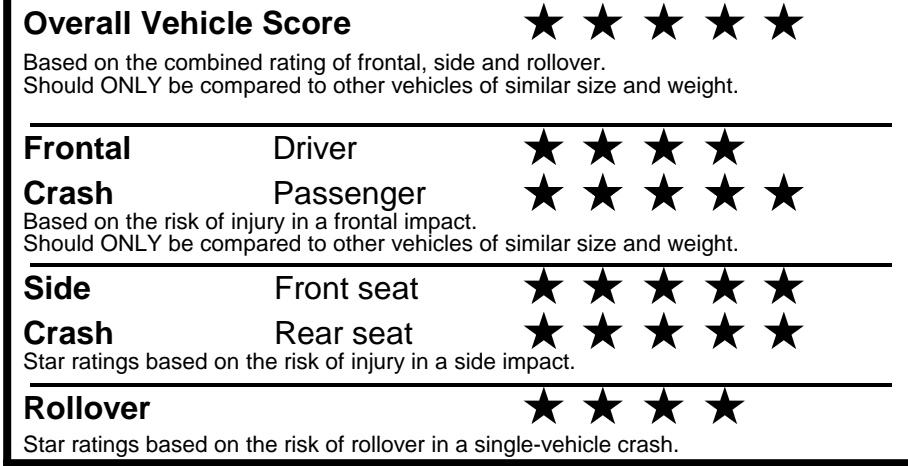 Overall Vehicle Score ★ ★ ★ ★ ★
Based on the combined rating of frontal, side and rollover.
Should ONLY be compared to other vehicles of similar size and weight.
Frontal Driver ★ ★ ★ ★
Crash Passenger ★ ★ ★ ★ ★
Based on the risk of injury in a frontal impact.
Should ONLY be compared to other vehicles of similar size and weight.
Side Front seat ★ ★ ★ ★ ★
Crash Rear seat ★ ★ ★ ★ ★
Star ratings based on the risk of injury in a side impact.
Rollover ★ ★ ★ ★
Star ratings based on the risk of rollover in a single-vehicle crash.